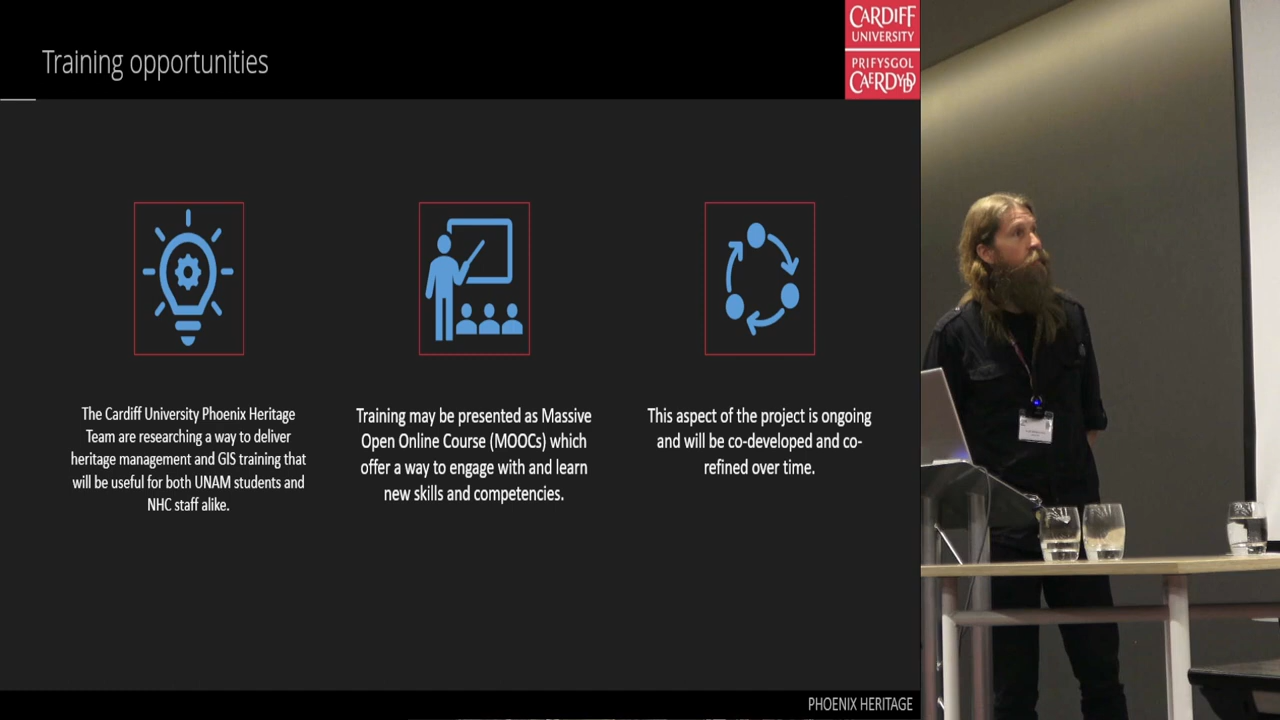 Training opportunities
CARDIFF
UNIVERSITY
PRIFYSGOL
CAERDYDD
The Cardiff University Phoenix Heritage
Team are researching a way to deliver
heritage management and GIS training that
will be useful for both UNAM students and
NHC staff alike.
Training may be presented as Massive
Open Online Course (MOOCs) which
offer a way to engage with and learn
new skills and competencies.
This aspect of the project is ongoing
and will be co-developed and co-
refined over time.
PHOENIX HERITAGE